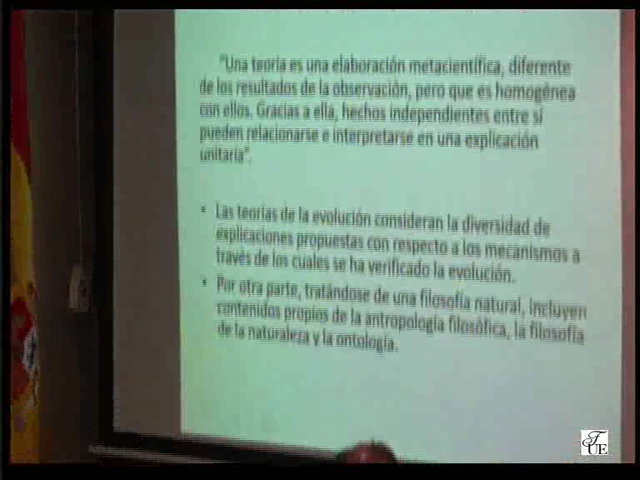 "Una teoría es una elaboración metacientífica, diferente
de los resultados de la observación, pero que es homogénea
con ellos. Gracias a ella, hechos independientes entre sí
pueden relacionarse e interpretarse en una explicación
unitaria".
• Las teorías de la evolución consideran la diversidad de
explicaciones propuestas con respecto a los mecanismos a
través de los cuales se ha verificado la evolución.
• Por otra parte, tratándose de una filosofía natural, incluyen
contenidos propios de la antropología filosófica, la filosofía
de la naturaleza y la ontología.
TUE